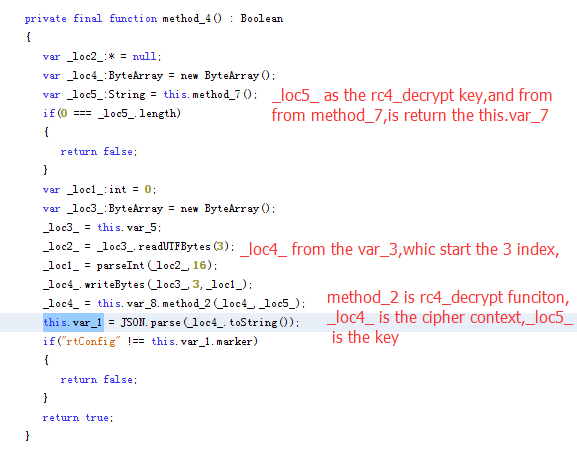 private final function method_4() : Boolean
{
var _loc2_:* = null;
var _loc4_:ByteArray = new ByteArray();
var _loc5_:String = this.method_7();
_loc5_ as the rc4_decrypt key,and from
if(0 === _loc5_.length)
from method_7,is return the this.var_7
{
return false;
}
var _loc1_:int = 0;
var _loc3_:ByteArray = new ByteArray();
_loc3_ = this.var_5;
_loc2_ = _loc3_.readUTFBytes(3);
_loc4_ from the var_3,whic start the 3 index,
_loc1_ = parseInt(_loc2_,16);
_loc4_.writeBytes(_loc3_,3,_loc1_);
_loc4_ = this.var_8.method_2(_loc4_,_loc5_);
method_2 is rc4_decrypt funciton,
_loc4_ is the cipher context,_loc5_
is the key
this.var_1 = JSON.parse(_loc4_.toString());
if("rtConfig" !== this.var_1.marker)
{
return false;
}
return true;
}